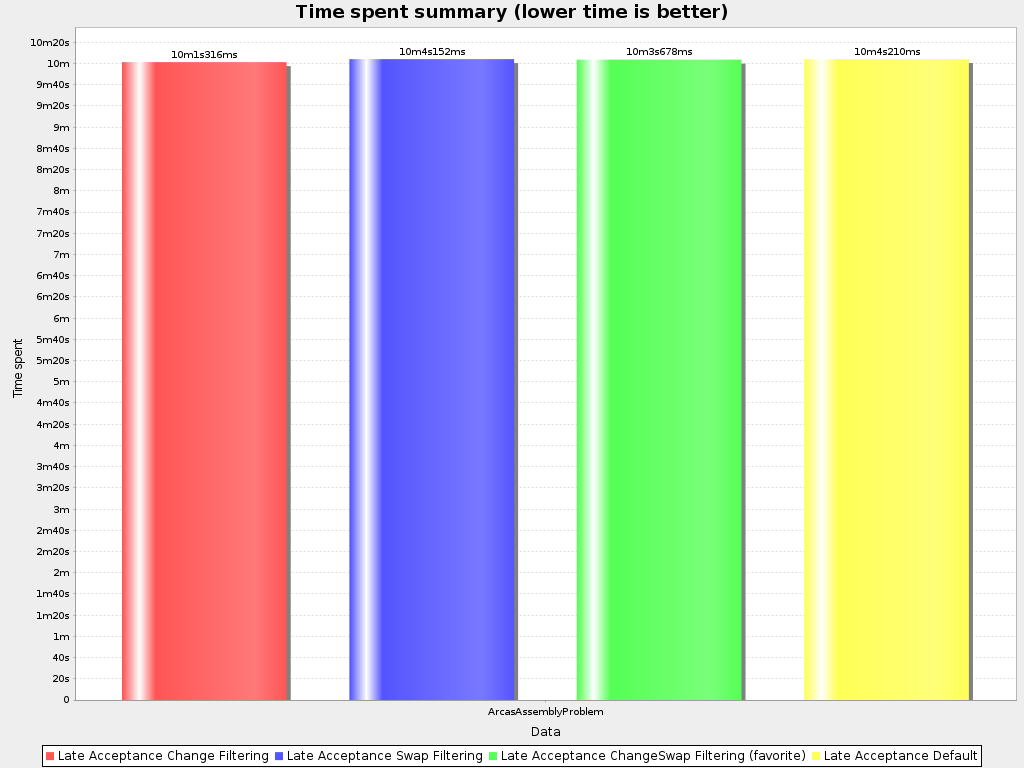 Time spent summary (lower time is better)
10m20s
10m
9m40s
9m20s
9m
8m40s
8m20s
8m
7m40s
7m20s
7m
6m40s
6m20s
6m
5m40s
5m20s
5m
4m40s
4m20s
4m
3m40s
3m20s
3m
2m40s
2m20s
2m
1m40s
1m20s
1m
40s
20s
0
Time spent
10m1s316ms
10m4s152ms
10m3s678ms
10m4s210ms
ArcasAssemblyProblem
Data
Late Acceptance Change Filtering Late Acceptance Swap Filtering Late Acceptance ChangeSwap Filtering (favorite) Late Acceptance Default